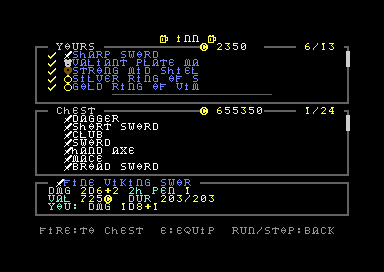 iNN
YOURS 2350 6/13
SHARP SWORD
VALIANT PLATE MA
STRONG MID SHIEL
SILVER RING OF S
GOLD RING OF VIM
CHEST 655350 1/24
DAGGER
SHORT SWORD
CLUB
SWORD
HAND AXE
MACE
BROAD SWORD
FINE VIKING SWOR
DMG 2D6+2 2H PEN 1
VAL 725 DUR 203/203
YOU: DMG 1D8+1
FIRE:TO CHEST E:EQUIP RUN/STOP:BACK